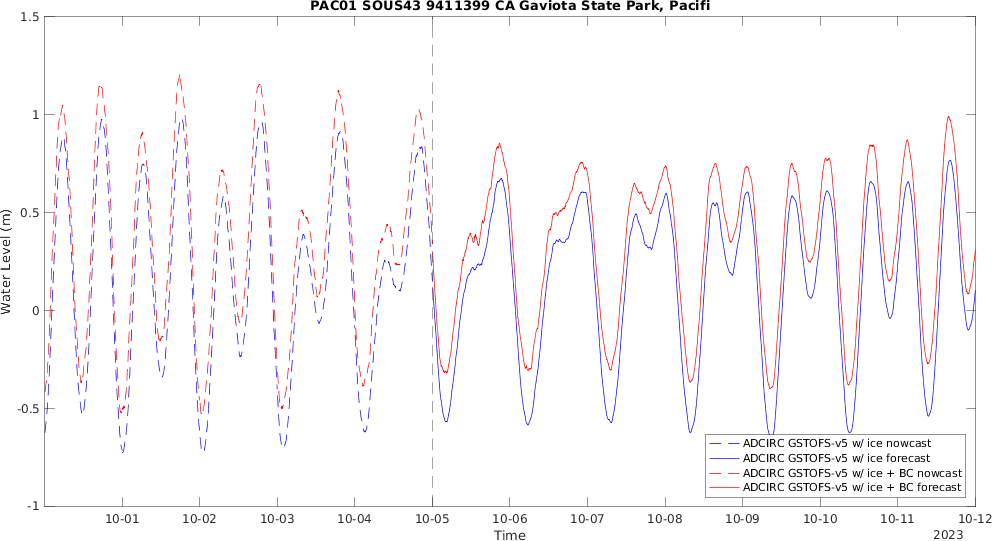 PAC01 SOUS43 9411399 CA Gaviota State Park, Pacifi
1.5
1
0.5
0
-0.5
-1
Water Level (m)
10-01
10-02
10-03
10-04
10-05
10-06
10-07
10-08
10-09
10-10
10-11
10-12
Time
2023
ADCIRC GSTOFS-v5 w/ ice nowcast
ADCIRC GSTOFS-v5 w/ ice forecast
ADCIRC GSTOFS-v5 w/ ice + BC nowcast
ADCIRC GSTOFS-v5 w/ ice + BC forecast